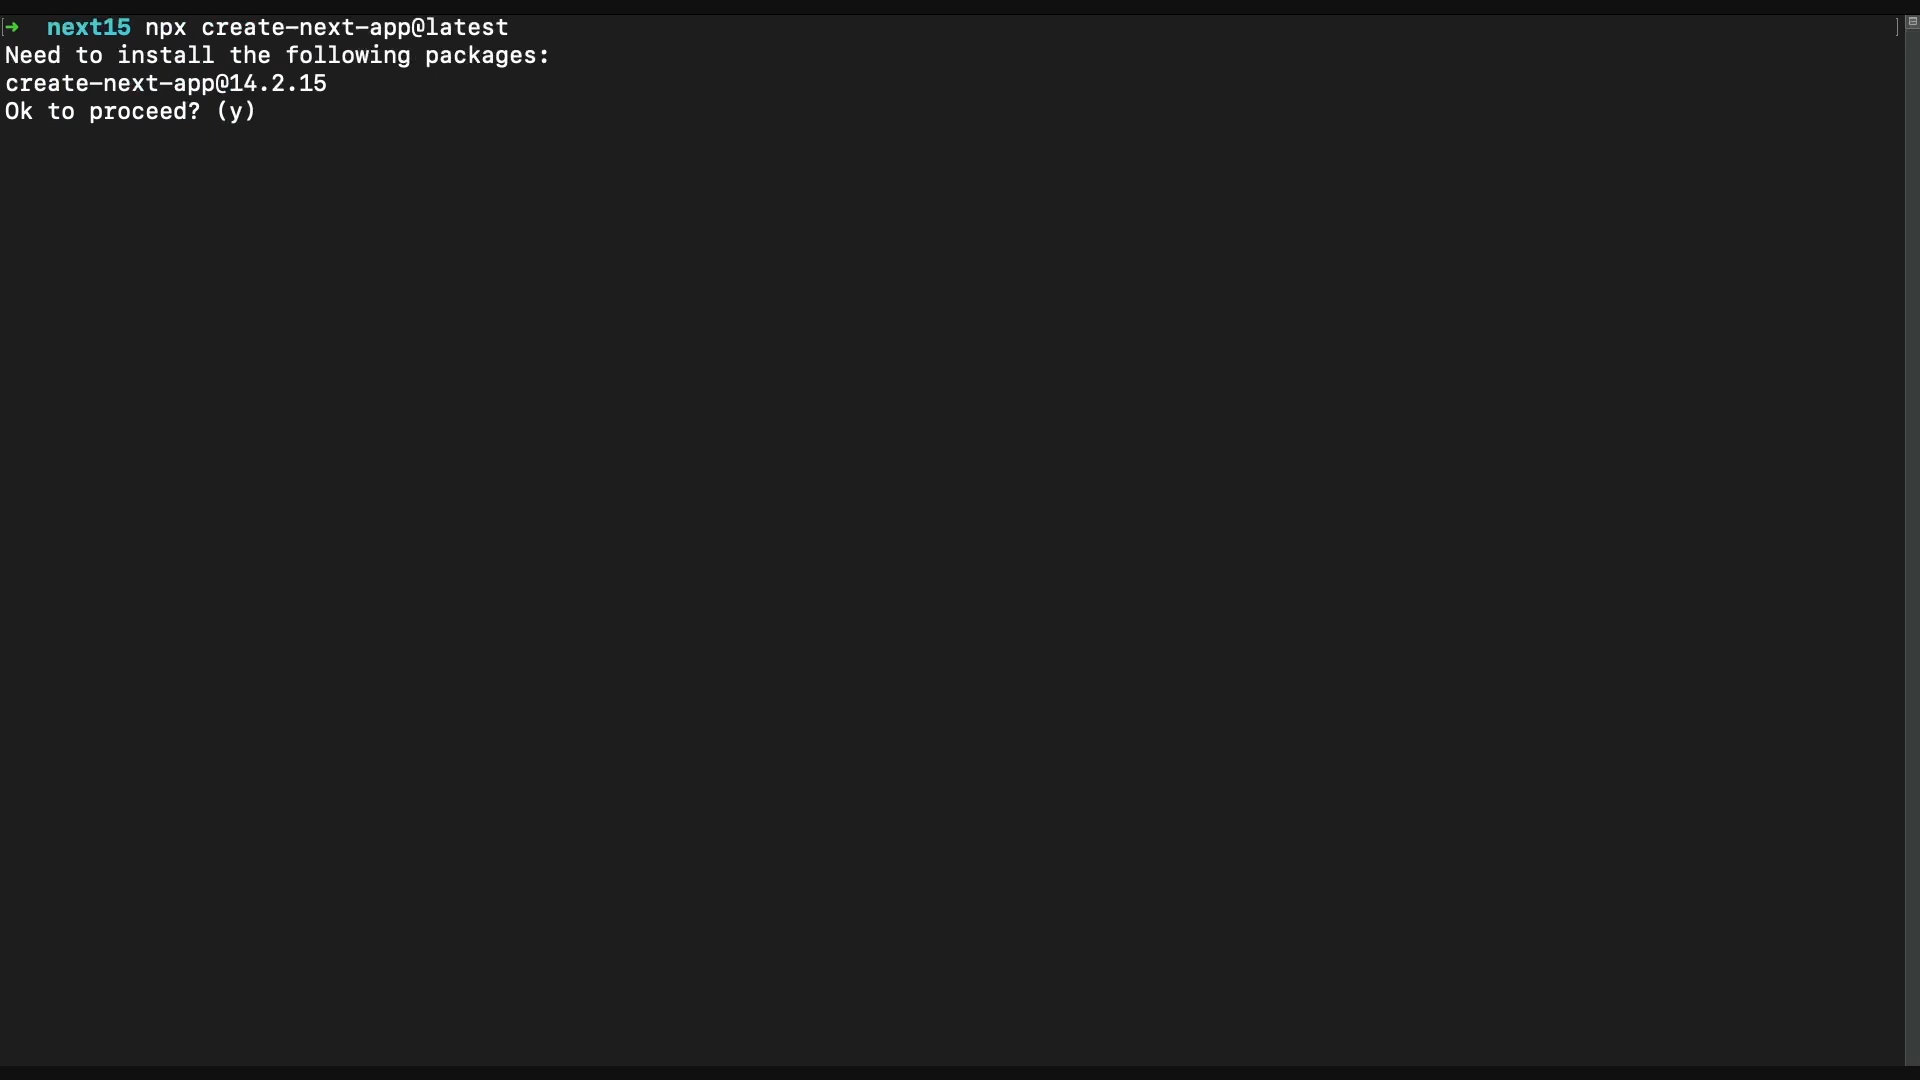 ➜  next15 npx create-next-app@latest
Need to install the following packages:
create-next-app@14.2.15
Ok to proceed? (y)